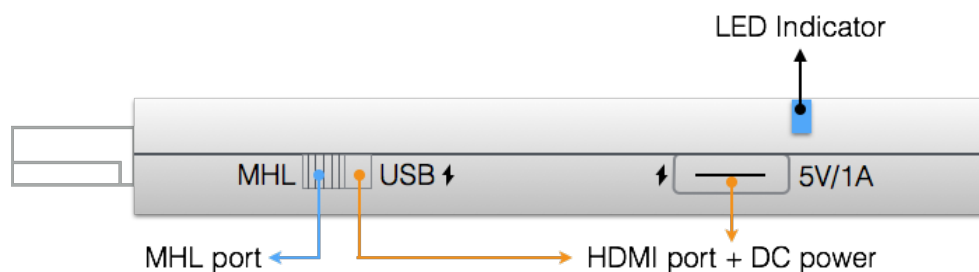 LED Indicator
MHL USB 5V/1A
MHL port HDMI port + DC power